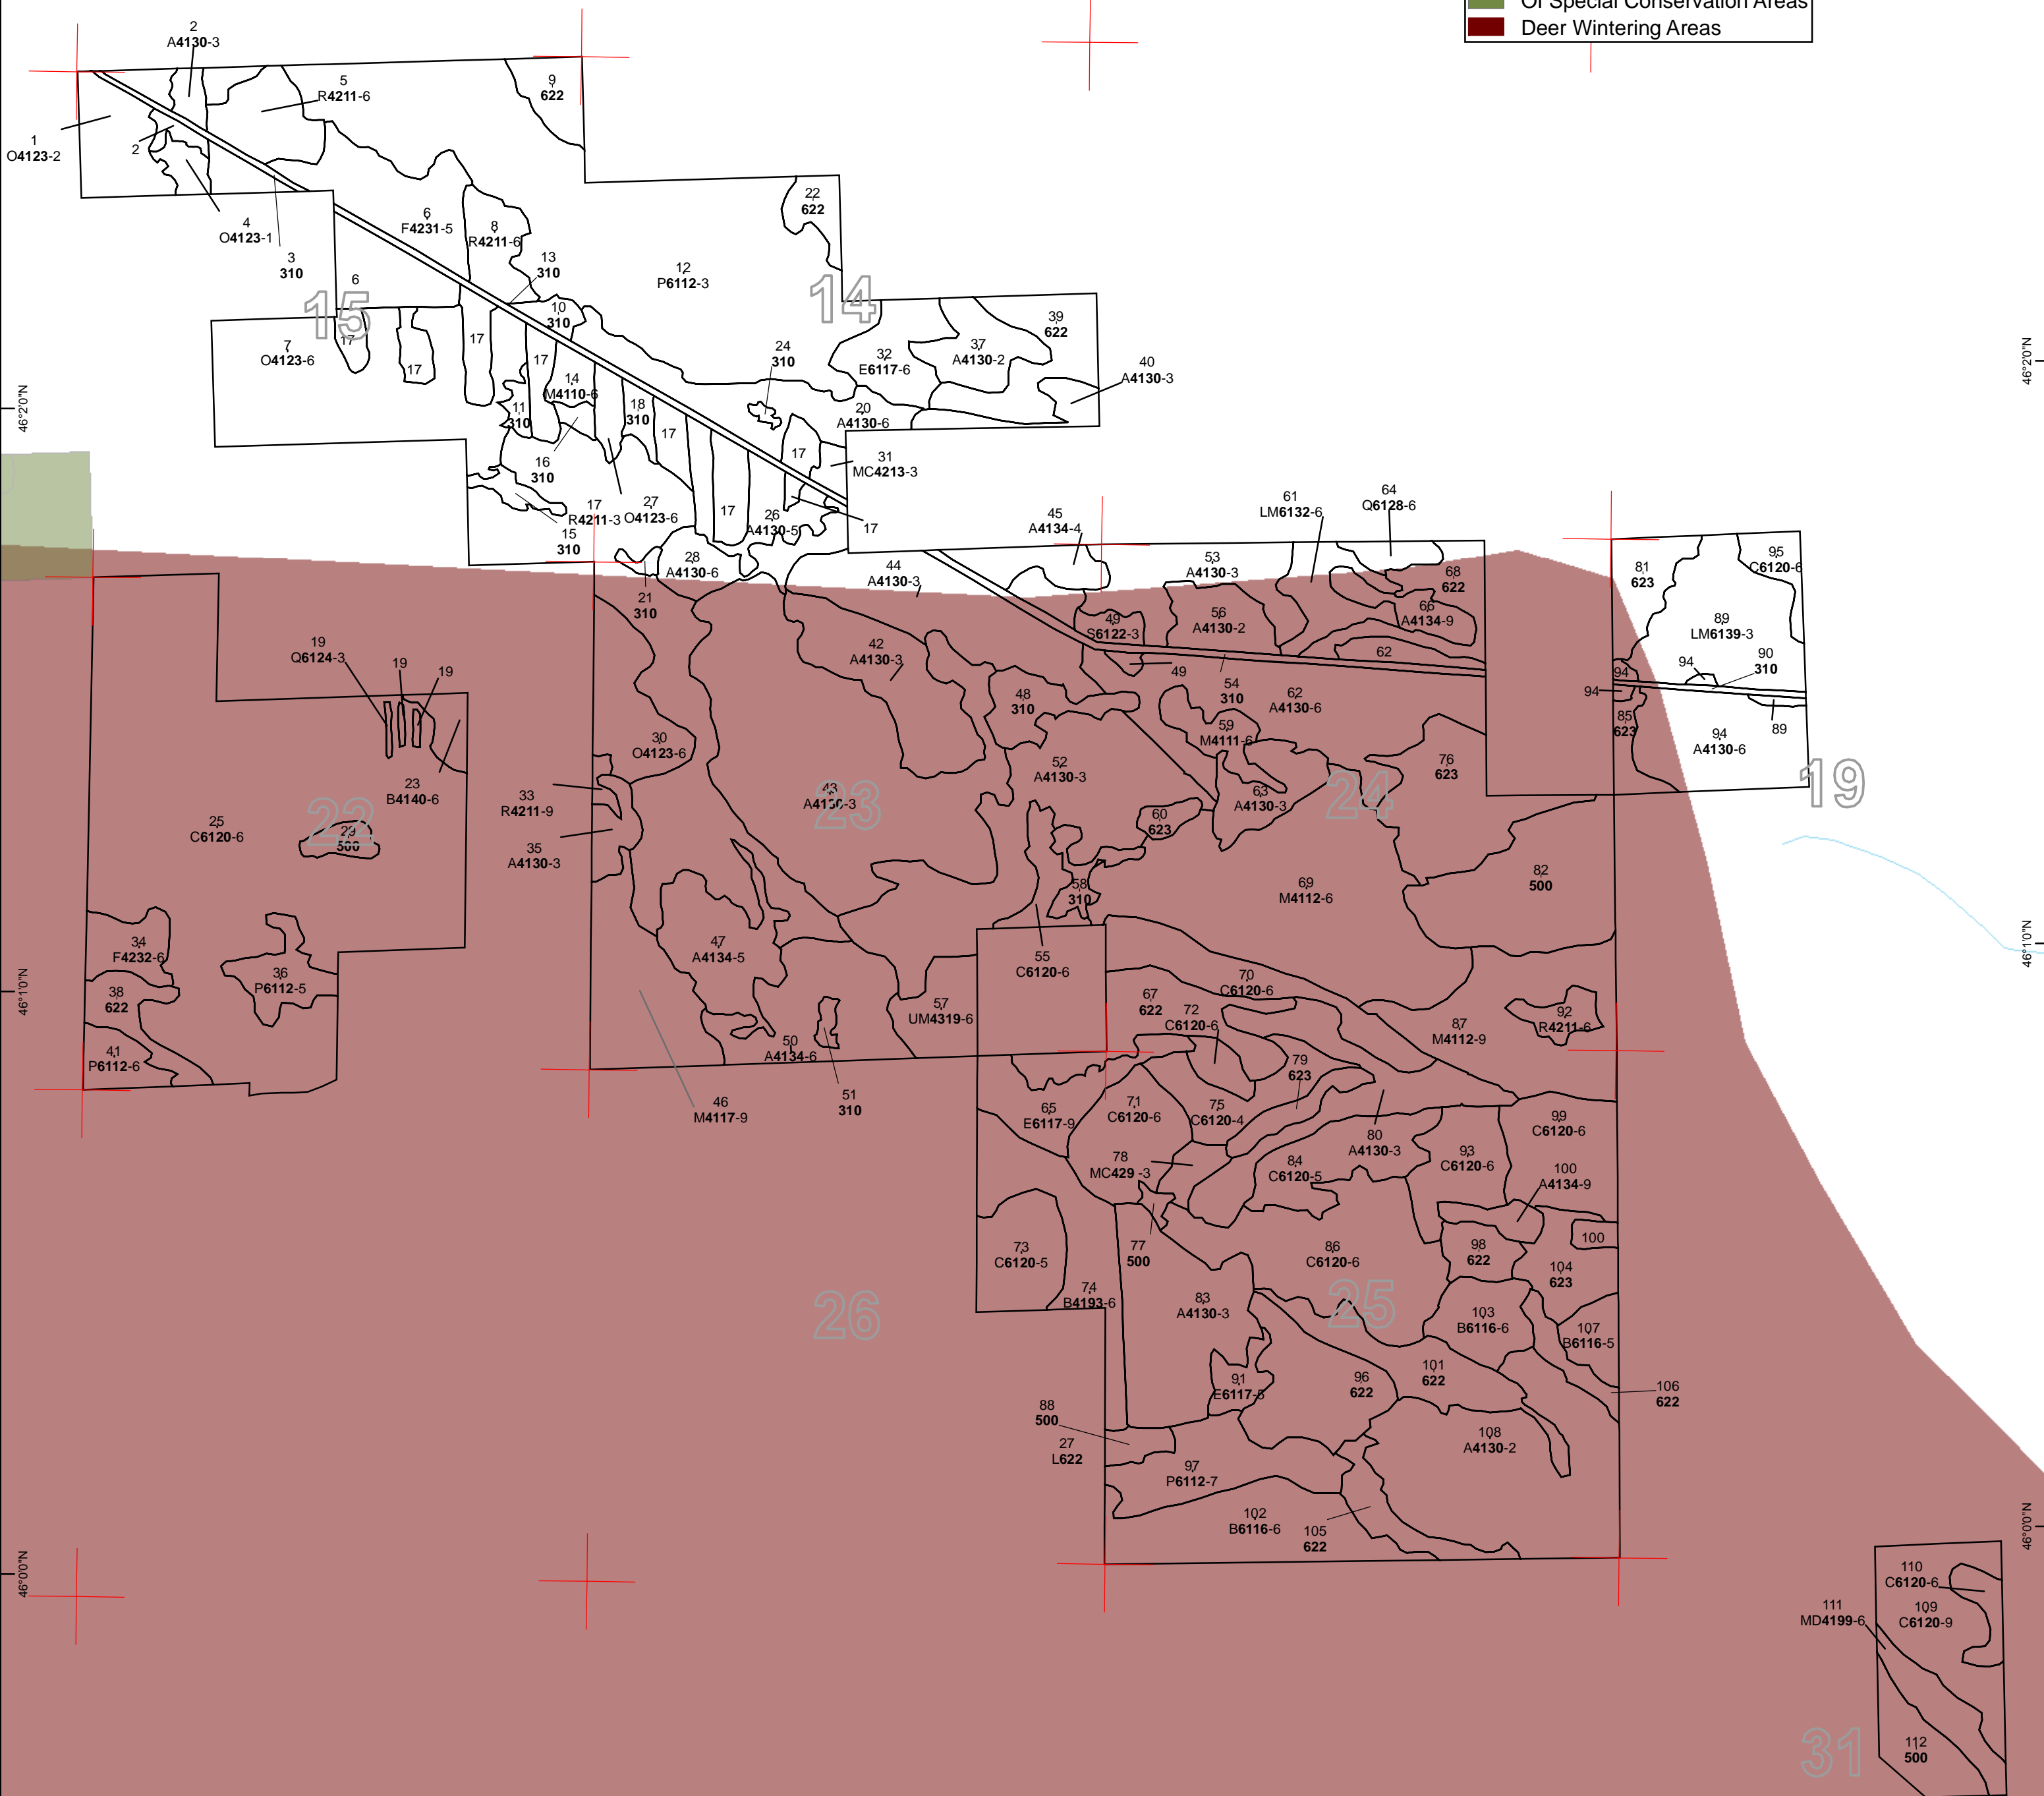 Of Special Conservation Areas
Deer Wintering Areas
2
A4130-3
5
R4211-6
9
622
1
O4123-2
2
4
O4123-1
3
310
6
F4231-5
8
R4211-6
22
622
13
310
12
P6112-3
6
15
14
10
310
7
O4123-6
17
17
17
17
24
310
32
E6117-6
37
A4130-2
39
622
40
A4130-3
46°2'0"N
46°2'0"N
14
M4110-6
11
310
18
310
17
20
A4130-6
17
16
310
31
MC4213-3
17
R4211-3
27
O4123-6
17
26
A4130-5
17
15
310
28
A4130-6
44
A4130-3
45
A4134-4
61
LM6132-6
64
Q6128-6
53
A4130-3
68
622
81
623
95
C6120-6
21
310
49
S6122-3
56
A4130-2
66
A4134-9
89
LM6139-3
19
Q6124-3
19
19
42
A4130-3
62
49
54
310
94
90
310
94
94
48
310
62
A4130-6
85
623
89
94
A4130-6
30
O4123-6
59
M4111-6
52
A4130-3
76
623
23
B4140-6
33
R4211-9
43
A4130-3
23
63
A4130-3
24
19
25
C6120-6
22
29
500
60
623
35
A4130-3
58
310
69
M4112-6
82
500
34
F4232-6
47
A4134-5
46°1'0"N
46°1'0"N
55
C6120-6
36
P6112-5
38
622
70
C6120-6
67
622
57
UM4319-6
72
C6120-6
87
M4112-9
92
R4211-6
41
P6112-6
50
A4134-6
79
623
51
310
46
M4117-9
65
E6117-9
71
C6120-6
75
C6120-4
80
A4130-3
99
C6120-6
78
MC429 -3
84
C6120-5
93
C6120-6
100
A4134-9
100
73
C6120-5
77
500
86
C6120-6
98
622
104
623
74
B4193-6
83
A4130-3
26
25
103
B6116-6
107
B6116-5
91
E6117-5
96
622
101
622
106
622
88
500
27
L622
108
A4130-2
97
P6112-7
102
B6116-6
105
622
46°0'0"N
46°0'0"N
110
C6120-6
111
MD4199-6
109
C6120-9
31
112
500